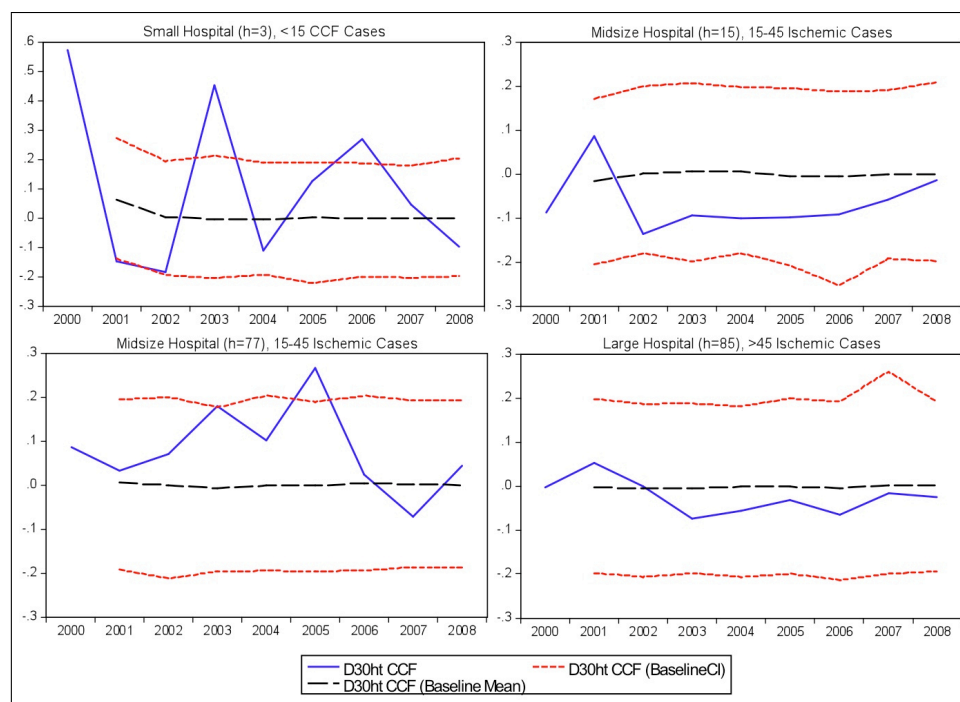 Small Hospital (h=3), <15 CCF Cases
.6
.5
.4
.3
.2
.1
.0
-.1
-.2
-.3
2000 2001 2002 2003 2004 2005 2006 2007 2008
Midsize Hospital (h=15), 15-45 Ischemic Cases
.3
.2
.1
.0
-.1
-.2
-.3
2000 2001 2002 2003 2004 2005 2006 2007 2008
Midsize Hospital (h=77), 15-45 Ischemic Cases
.3
.2
.1
.0
-.1
-.2
-.3
2000 2001 2002 2003 2004 2005 2006 2007 2008
Large Hospital (h=85), >45 Ischemic Cases
.3
.2
.1
.0
-.1
-.2
-.3
2000 2001 2002 2003 2004 2005 2006 2007 2008
D30ht CCF
D30ht CCF (BaselineCI)
D30ht CCF (Baseline Mean)